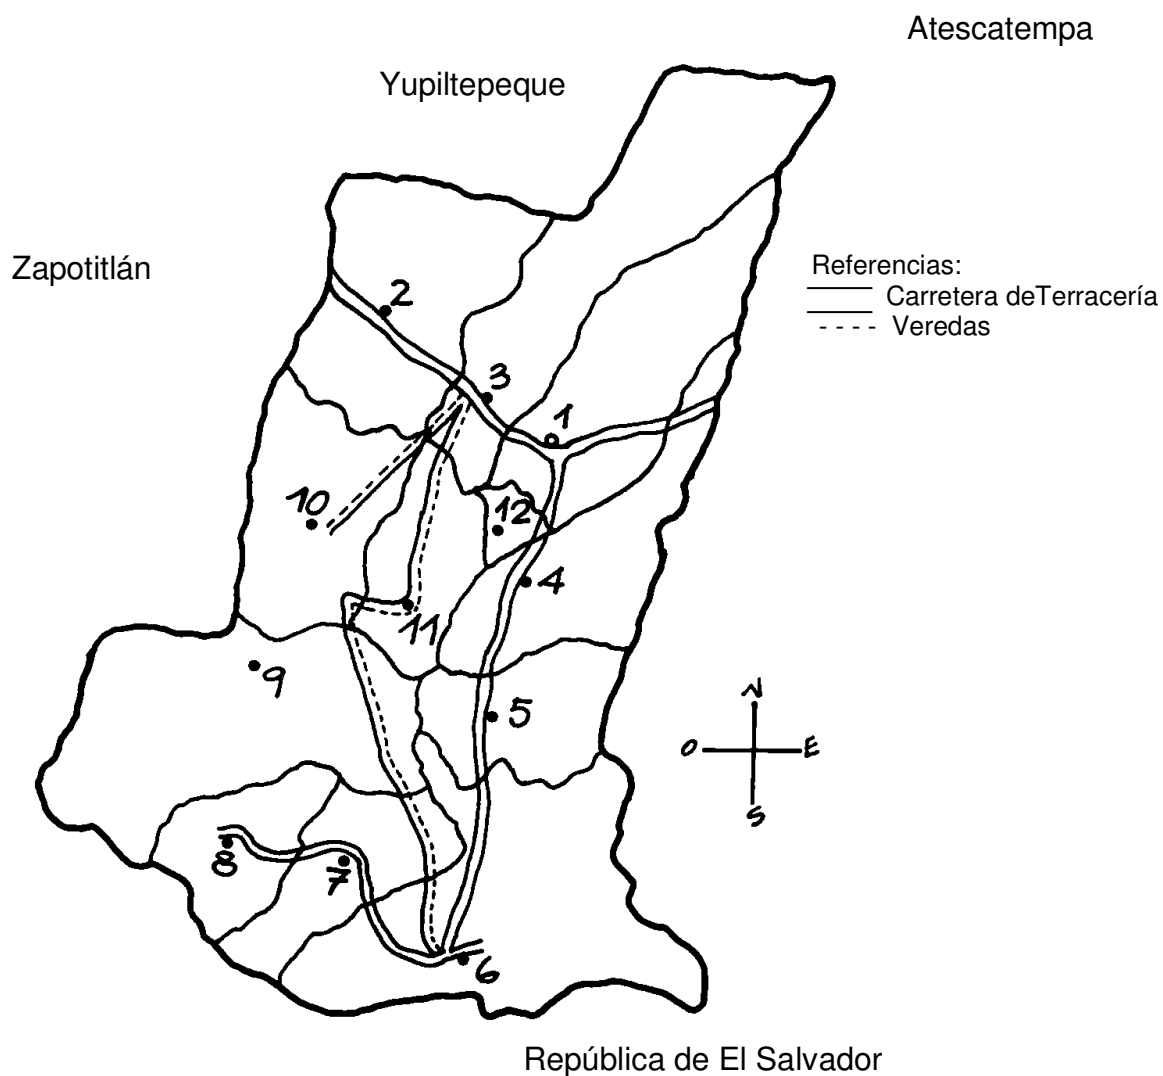 Atescatempa
Yupiltepeque
Zapotitlán
Referencias:
Carretera deTerracería
Veredas
2
3
1
10
12
4
11
9
5
N
O E
S
8
7
6
República de El Salvador